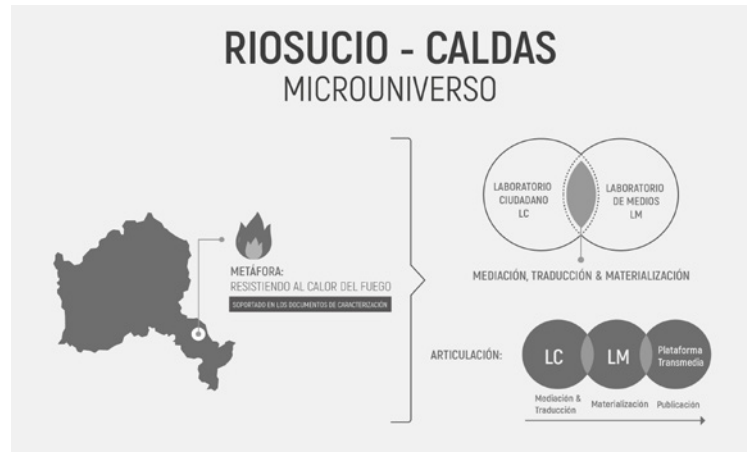 RIOSUCIO - CALDAS
MICROUNIVERSO
METÁFORA:
RESISTIENDO AL CALOR DEL FUEGO
SOPORTADO EN LOS DOCUMENTOS DE CARACTERIZACIÓN
LABORATORIO
CIUDADANO
LC
LABORATORIO
DE MEDIOS
LM
MEDIACIÓN, TRADUCCIÓN & MATERIALIZACIÓN
ARTICULACIÓN:
LC
LM
Plataforma
Transmedia
Mediación &
Traducción
Materialización
Publicación